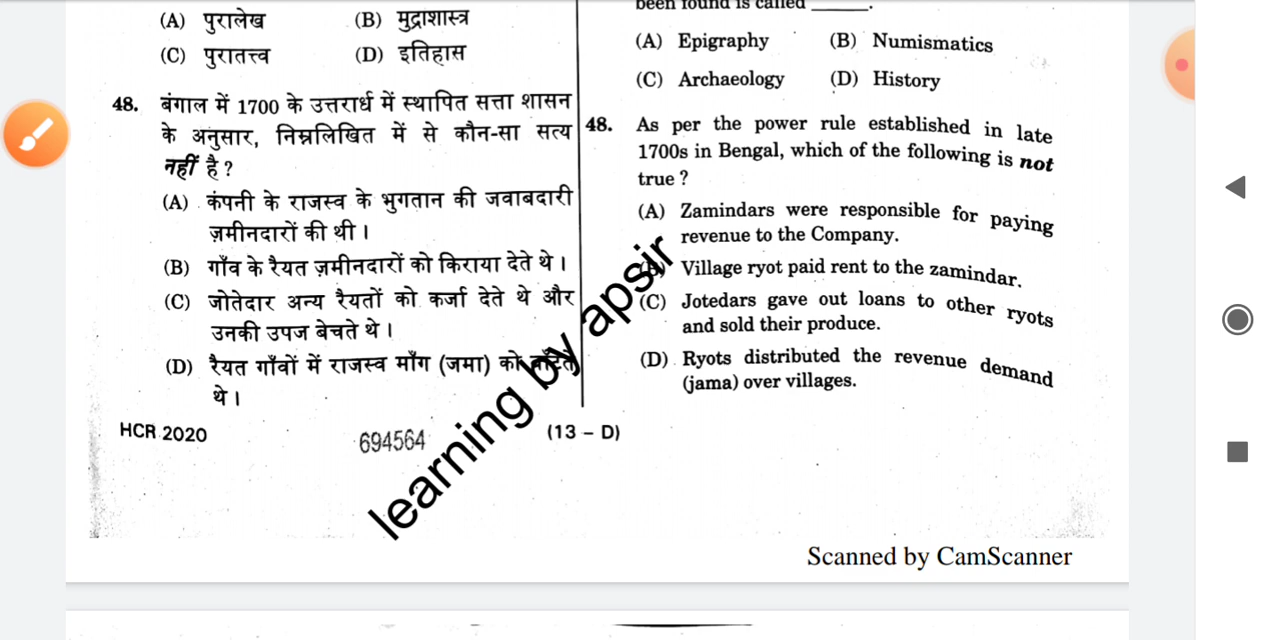 (A) पुरालेख (B) मुद्राशास्त्र
(C) पुरातत्त्व (D) इतिहास
48. बंगाल में 1700 के उत्तरार्ध में स्थापित सत्ता शासन
के अनुसार, निम्नलिखित में से कौन-सा सत्य
नहीं है ?
(A) कंपनी के राजस्व के भुगतान की जवाबदारी
ज़मीनदारों की थी ।
(B) गाँव के रैयत ज़मीनदारों को किराया देते थे ।
(C) जोतेदार अन्य रैयतों को कर्जा देते थे और
उनकी उपज बेचते थे ।
(D) रैयत गाँवों में राजस्व माँग (जमा) को बाँटते
थे ।
been found is called ______.
(A) Epigraphy (B) Numismatics
(C) Archaeology (D) History
48. As per the power rule established in late
1700s in Bengal, which of the following is not
true ?
(A) Zamindars were responsible for paying
revenue to the Company.
(B) Village ryot paid rent to the zamindar.
(C) Jotedars gave out loans to other ryots
and sold their produce.
(D) Ryots distributed the revenue demand
(jama) over villages.
HCR 2020
694564
(13 – D)
learning by apsir
Scanned by CamScanner